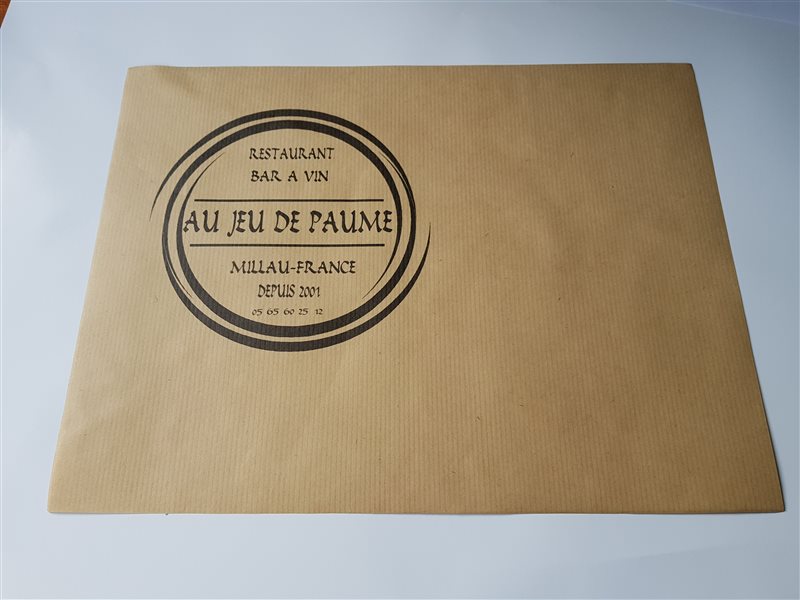 RESTAURANT
BAR A VIN
AU JEU DE PAUME
MILLAU-FRANCE
DEPUIS 2001
05 65 60 25 12